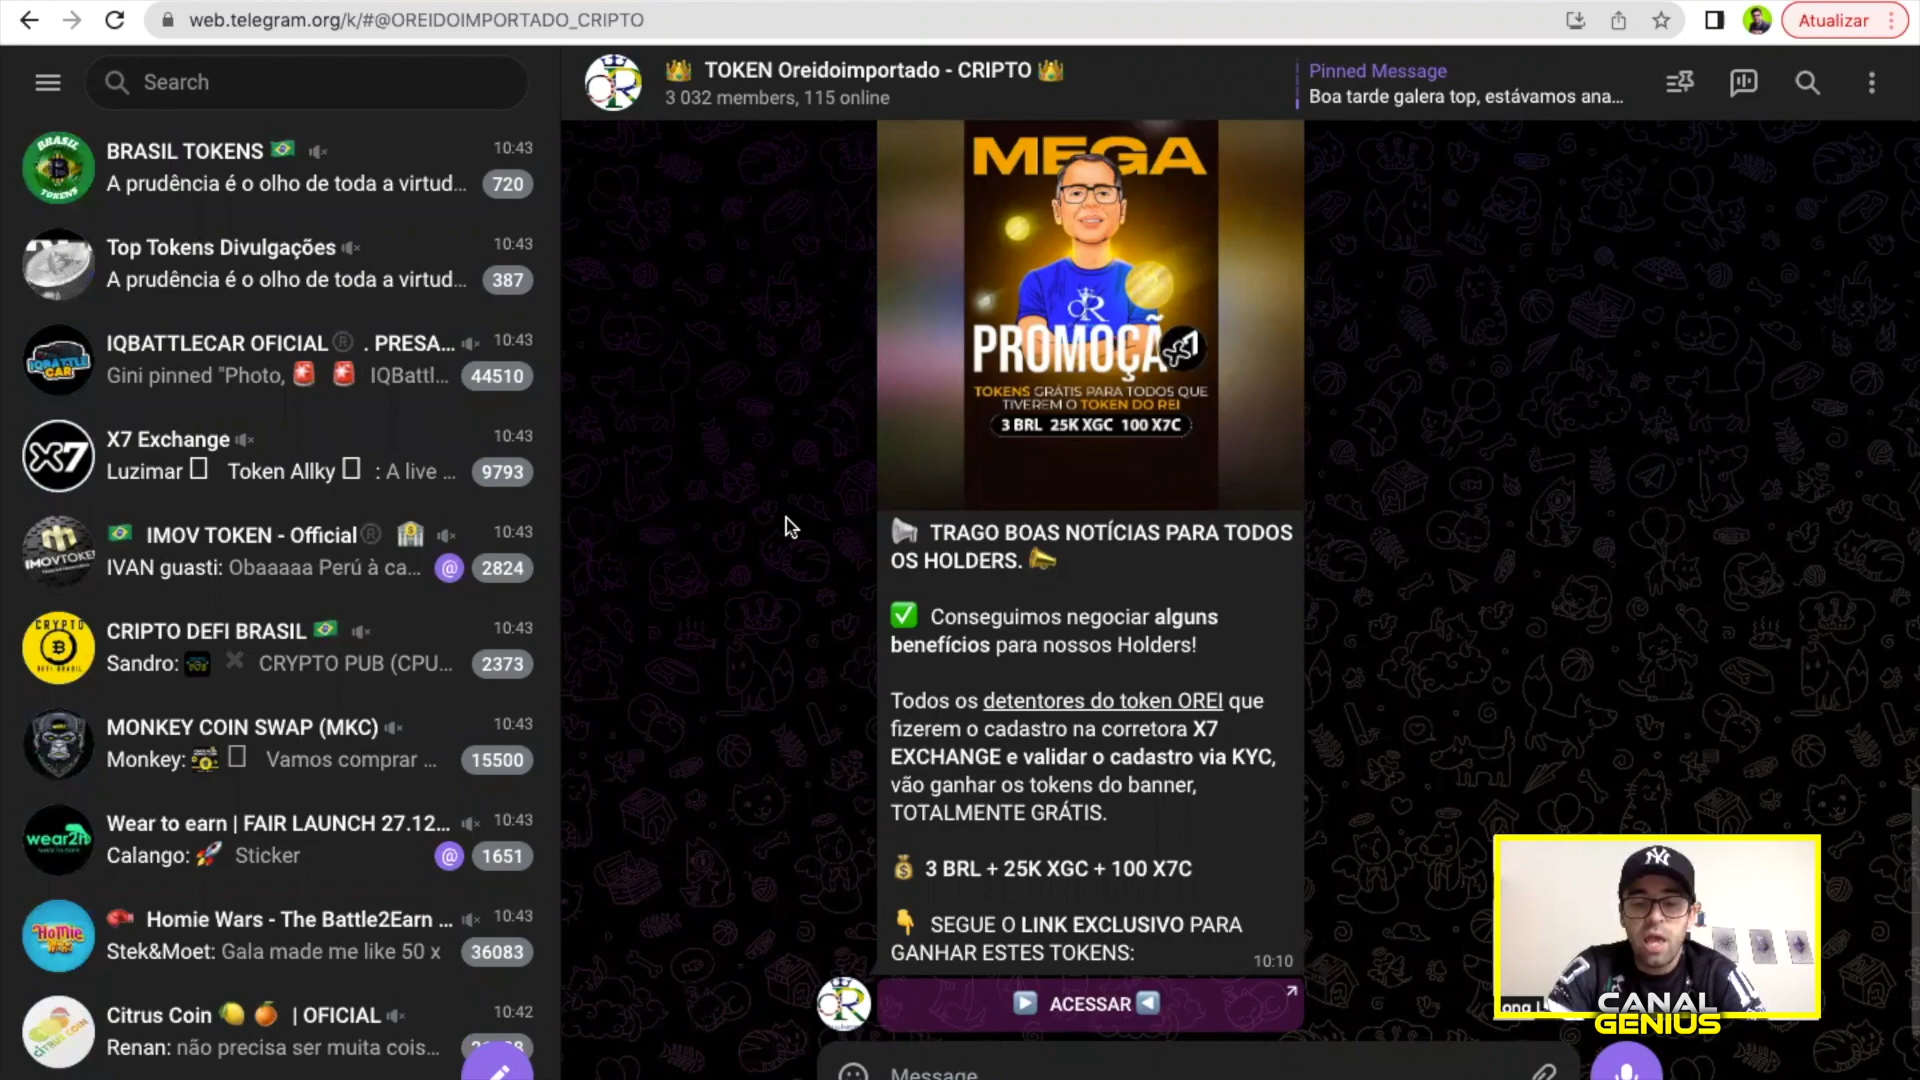 web.telegram.org/k/#@OREIDOIMPORTADO_CRIPTO
Atualizar
Search
BRASIL TOKENS 🇧🇷
10:43
A prudência é o olho de toda a virtud...
720
Top Tokens Divulgações
10:43
A prudência é o olho de toda a virtud...
387
IQBATTLECAR OFICIAL ®️ . PRESA...
10:43
Gini pinned "Photo, 🚨 🚨 IQBattl...
44510
X7 Exchange
10:43
Luzimar Token Allky : A live ...
9793
🇧🇷 IMOV TOKEN - Official ®️ 🏦
10:43
IVAN guasti: Obaaaaa Perú à ca...
@
2824
CRIPTO DEFI BRASIL 🇧🇷
10:43
Sandro: CRYPTO PUB (CPU...
2373
MONKEY COIN SWAP (MKC)
10:43
Monkey: Vamos comprar ...
15500
Wear to earn | FAIR LAUNCH 27.12...
10:43
Calango: 🚀 Sticker
@
1651
🥊 Homie Wars - The Battle2Earn ...
10:43
Stek&Moet: Gala made me like 50 x
36083
Citrus Coin 🍋 🍊 | OFICIAL
10:42
Renan: não precisa ser muita cois...
👑 TOKEN Oreidoimportado - CRIPTO 👑
3 032 members, 115 online
Pinned Message
Boa tarde galera top, estávamos ana...
MEGA
PROMOÇÃ
TOKENS GRÁTIS PARA TODOS QUE
TIVEREM O TOKEN DO REI
3 BRL 25K XGC 100 X7C
📢 TRAGO BOAS NOTÍCIAS PARA TODOS
OS HOLDERS. 📣
✅ Conseguimos negociar alguns
benefícios para nossos Holders!
Todos os detentores do token OREI que
fizerem o cadastro na corretora X7
EXCHANGE e validar o cadastro via KYC,
vão ganhar os tokens do banner,
TOTALMENTE GRÁTIS.
💰 3 BRL + 25K XGC + 100 X7C
👇 SEGUE O LINK EXCLUSIVO PARA
GANHAR ESTES TOKENS:
10:10
▶️ ACESSAR ◀️
Message
CANAL
GENIUS